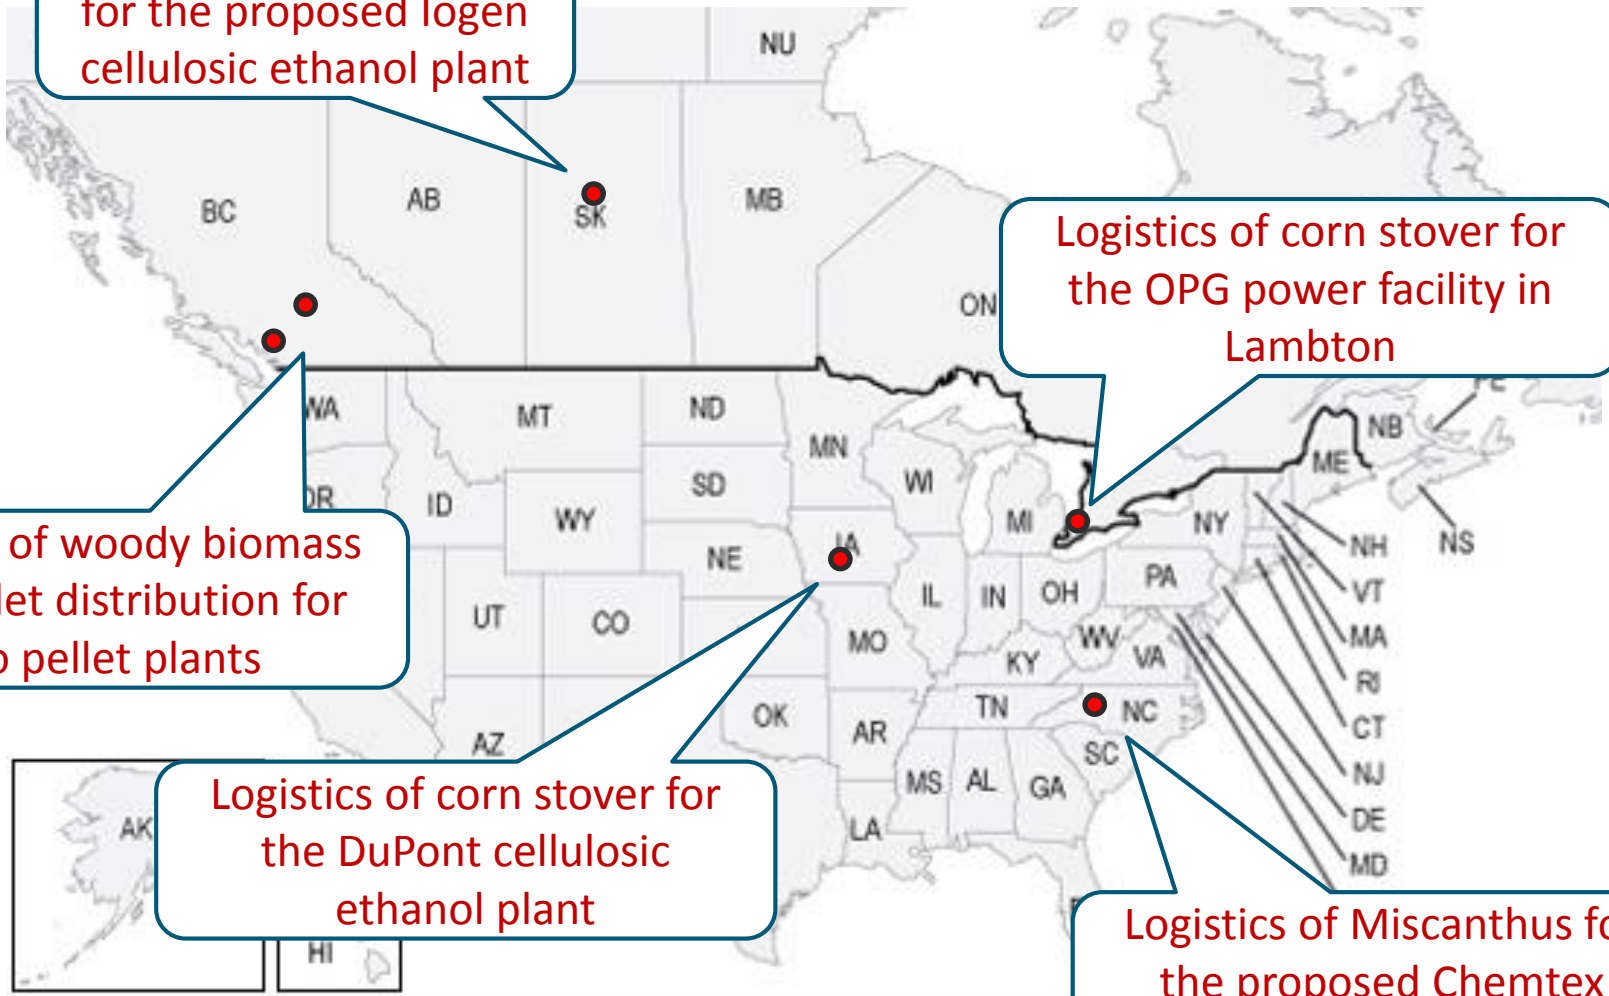 for the proposed logen
cellulosic ethanol plant
NU
BC
AB
SK
MB
ON
Logistics of corn stover for
the OPG power facility in
Lambton
WA
MT
ND
MN
WI
MI
NY
ME
NB
PE
NS
OR
ID
WY
SD
NE
IA
IL
IN
OH
PA
NH
VT
MA
RI
CT
NJ
DE
MD
of woody biomass
let distribution for
o pellet plants
UT
CO
MO
KY
WV
VA
AZ
OK
AR
TN
NC
SC
MS
AL
GA
LA
AK
HI
Logistics of corn stover for
the DuPont cellulosic
ethanol plant
Logistics of Miscanthus fo
the proposed Chemtex